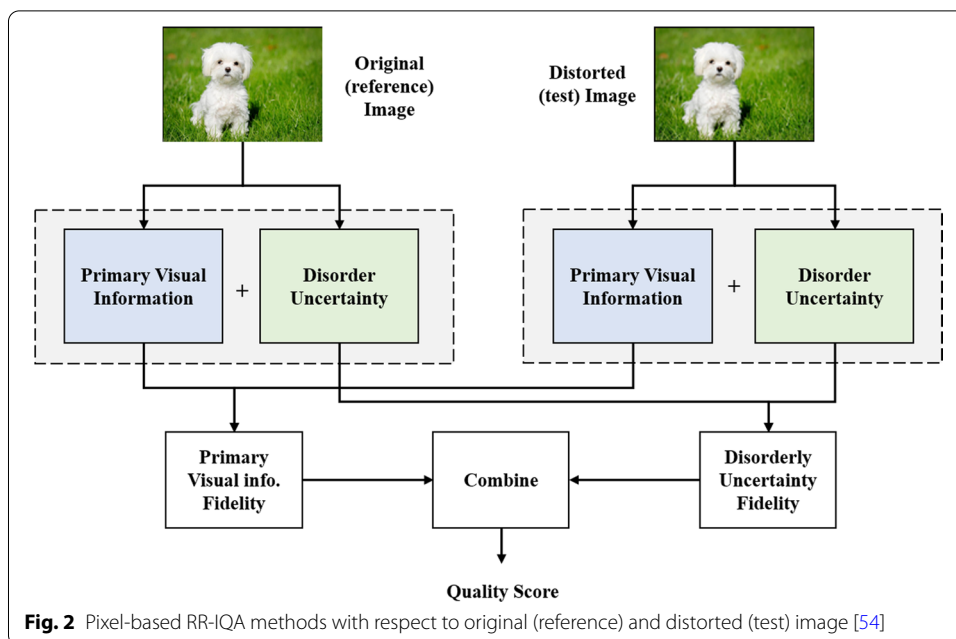 Original
(reference)
Image
Distorted
(test) Image
Primary Visual
Information
+
Disorder
Uncertainty
Primary Visual
Information
+
Disorder
Uncertainty
Primary
Visual info.
Fidelity
Combine
Disorderly
Uncertainty
Fidelity
Quality Score
Fig. 2 Pixel-based RR-IQA methods with respect to original (reference) and distorted (test) image [54]